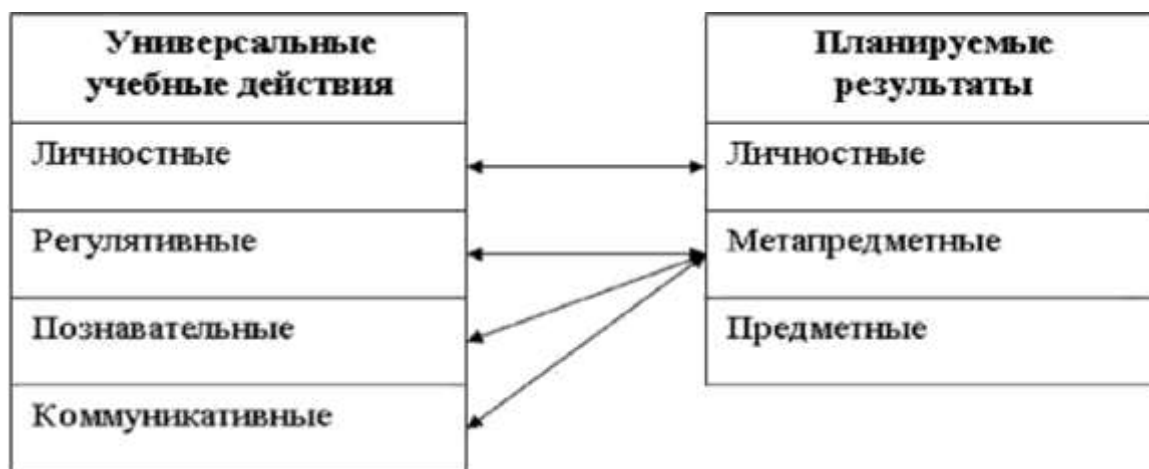 Универсальные
учебные действия
Личностные
Регулятивные
Познавательные
Коммуникативные
Планируемые
результаты
Личностные
Метапредметные
Предметные